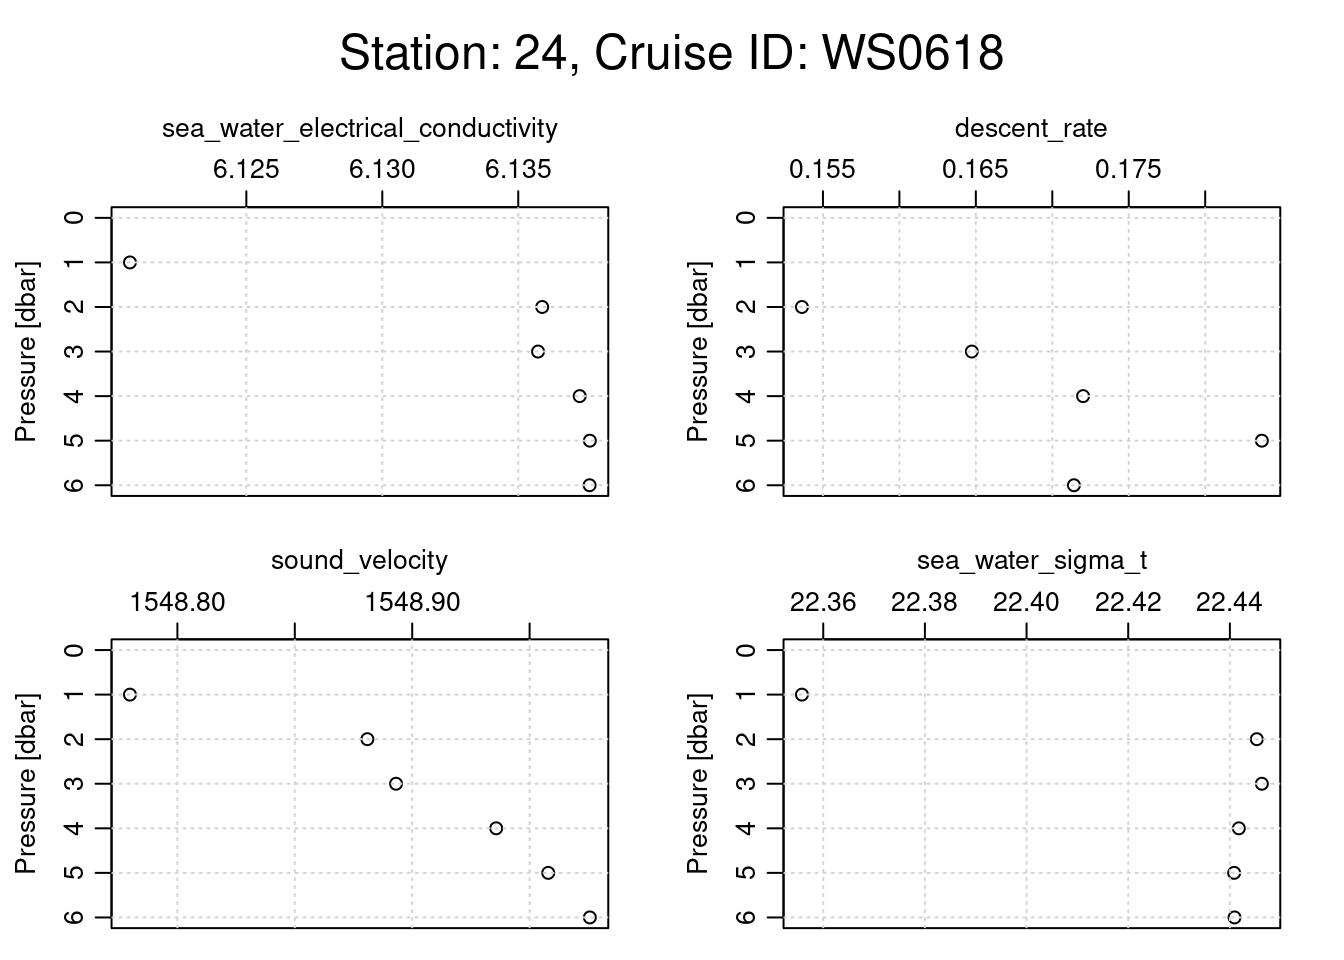 Station: 24, Cruise ID: WS0618
sea_water_electrical_conductivity
6.125 6.130 6.135
Pressure [dbar]
0
1
2
3
4
5
6
descent_rate
0.155 0.165 0.175
Pressure [dbar]
0
1
2
3
4
5
6
sound_velocity
1548.80 1548.90
Pressure [dbar]
0
1
2
3
4
5
6
sea_water_sigma_t
22.36 22.38 22.40 22.42 22.44
Pressure [dbar]
0
1
2
3
4
5
6